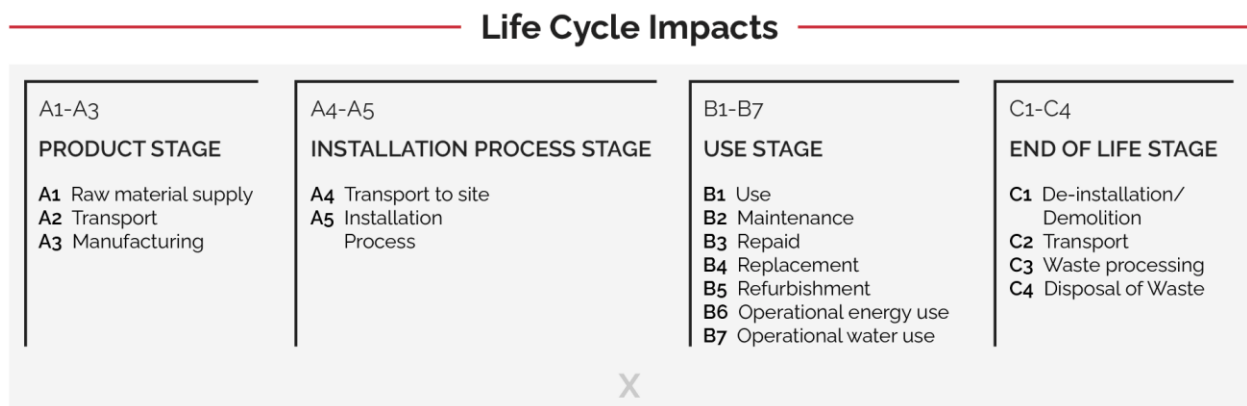 Life Cycle Impacts
A1-A3
PRODUCT STAGE
A1 Raw material supply
A2 Transport
A3 Manufacturing
A4-A5
INSTALLATION PROCESS STAGE
A4 Transport to site
A5 Installation
Process
B1-B7
USE STAGE
B1 Use
B2 Maintenance
B3 Repaid
B4 Replacement
B5 Refurbishment
B6 Operational energy use
B7 Operational water use
C1-C4
END OF LIFE STAGE
C1 De-installation/
Demolition
C2 Transport
C3 Waste processing
C4 Disposal of Waste
X